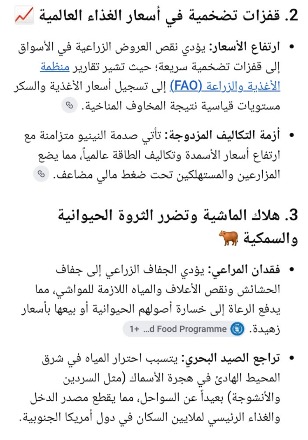 2. قفزات تضخمية في أسعار الغذاء العالمية 📈
• ارتفاع الأسعار: يؤدي نقص العروض الزراعية في الأسواق
إلى قفزات تضخمية سريعة؛ حيث تشير تقارير منظمة
الأغذية والزراعة (FAO) إلى تسجيل أسعار الأغذية والسكر
مستويات قياسية نتيجة المخاوف المناخية.
• أزمة التكاليف المزدوجة: تأتي صدمة النينيو متزامنة مع
ارتفاع أسعار الأسمدة وتكاليف الطاقة عالمياً، مما يضع
المزارعين والمستهلكين تحت ضغط مالي مضاعف.
3. هلاك الماشية وتضرر الثروة الحيوانية
والسمكية 🐂
• فقدان المراعي: يؤدي الجفاف الزراعي إلى جفاف
الحشائش ونقص الأعلاف والمياه اللازمة للمواشي، مما
يدفع الرعاة إلى خسارة أصولهم الحيوانية أو بيعها بأسعار
زهيدة. d Food Programme... +1
• تراجع الصيد البحري: يتسبب احترار المياه في شرق
المحيط الهادئ في هجرة الأسماك (مثل السردين
والأنشوجة) بعيداً عن السواحل، مما يقطع مصدر الدخل
والغذاء الرئيسي لملايين السكان في دول أمريكا الجنوبية.